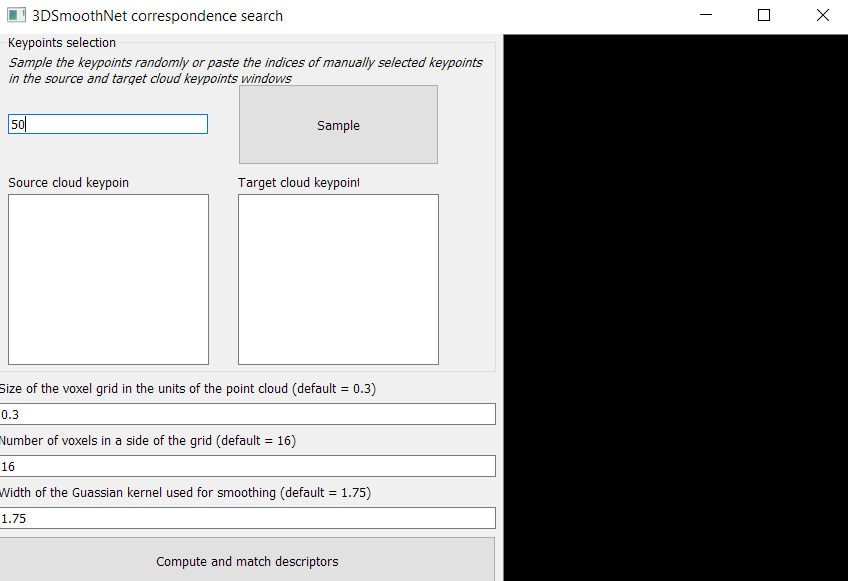 3DSmoothNet correspondence search
Keypoints selection
Sample the keypoints randomly or paste the indices of manually selected keypoints
in the source and target cloud keypoints windows
50
Sample
Source cloud keypoin
Target cloud keypoint
Size of the voxel grid in the units of the point cloud (default = 0.3)
0.3
Number of voxels in a side of the grid (default = 16)
16
Width of the Guassian kernel used for smoothing (default = 1.75)
1.75
Compute and match descriptors